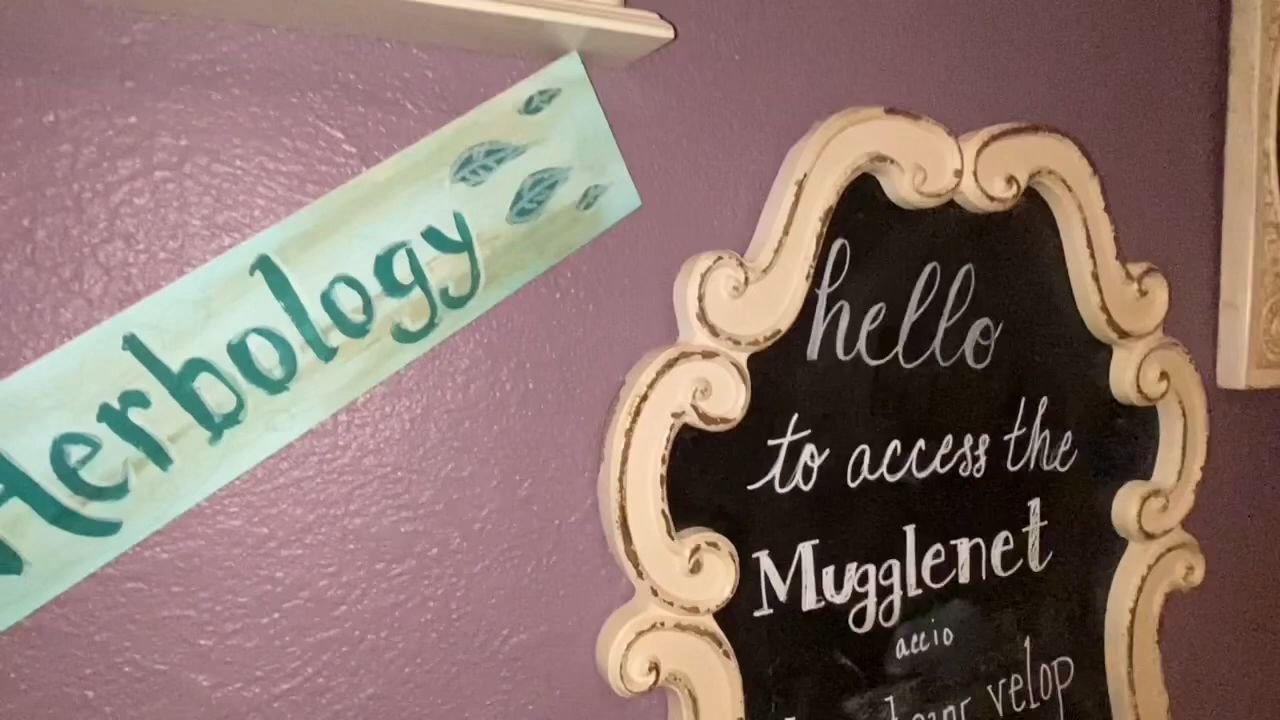 Herbology
hello
to access the
Mugglenet
accio
velop